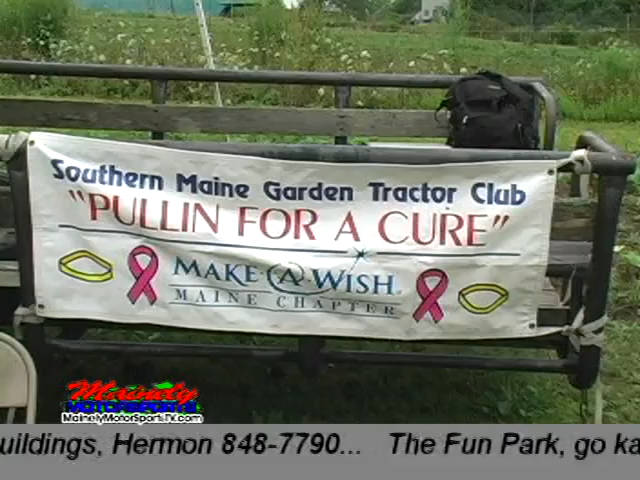 Southern Maine Garden Tractor Club
"PULLIN FOR A CURE"
MAKE-A-WISH®
MAINE CHAPTER
Mainely
MOTORSPORTS
MainelyMotorSportsTV.com
uildings, Hermon 848-7790... The Fun Park, go ka